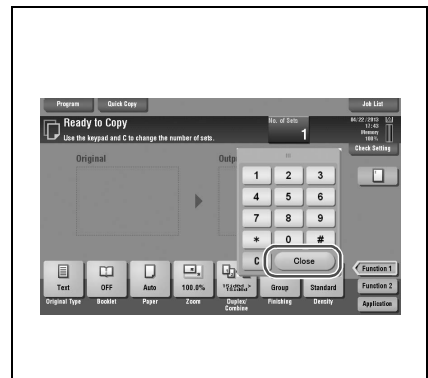 Program Quick Copy Job List
Ready to Copy
Use the keypad and C to change the number of sets.
No. of Sets
1
04/22/2013
17:43
Memory
100%
Check Setting
Original
Output
1 2 3
4 5 6
7 8 9
* 0 #
C Close
Text OFF Auto 100.0% Group Standard
Original Type Booklet Paper Zoom Duplex/
Combine Finishing Density
Function 1
Function 2
Application